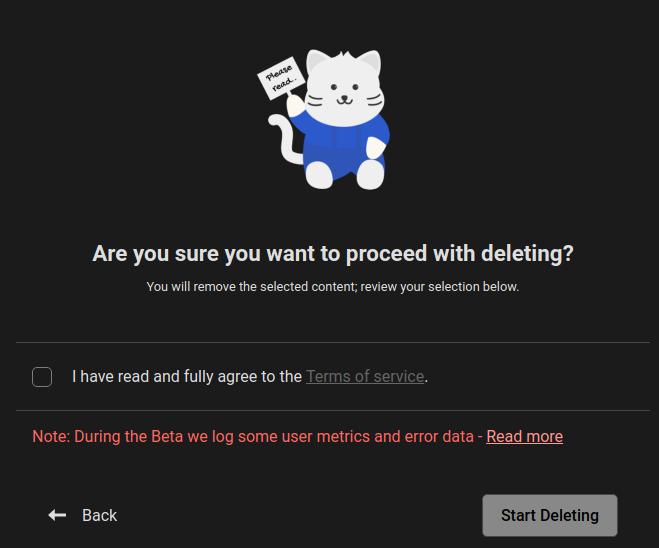 Please
read...
Are you sure you want to proceed with deleting?
You will remove the selected content; review your selection below.
I have read and fully agree to the Terms of service.
Note: During the Beta we log some user metrics and error data - Read more
Back
Start Deleting